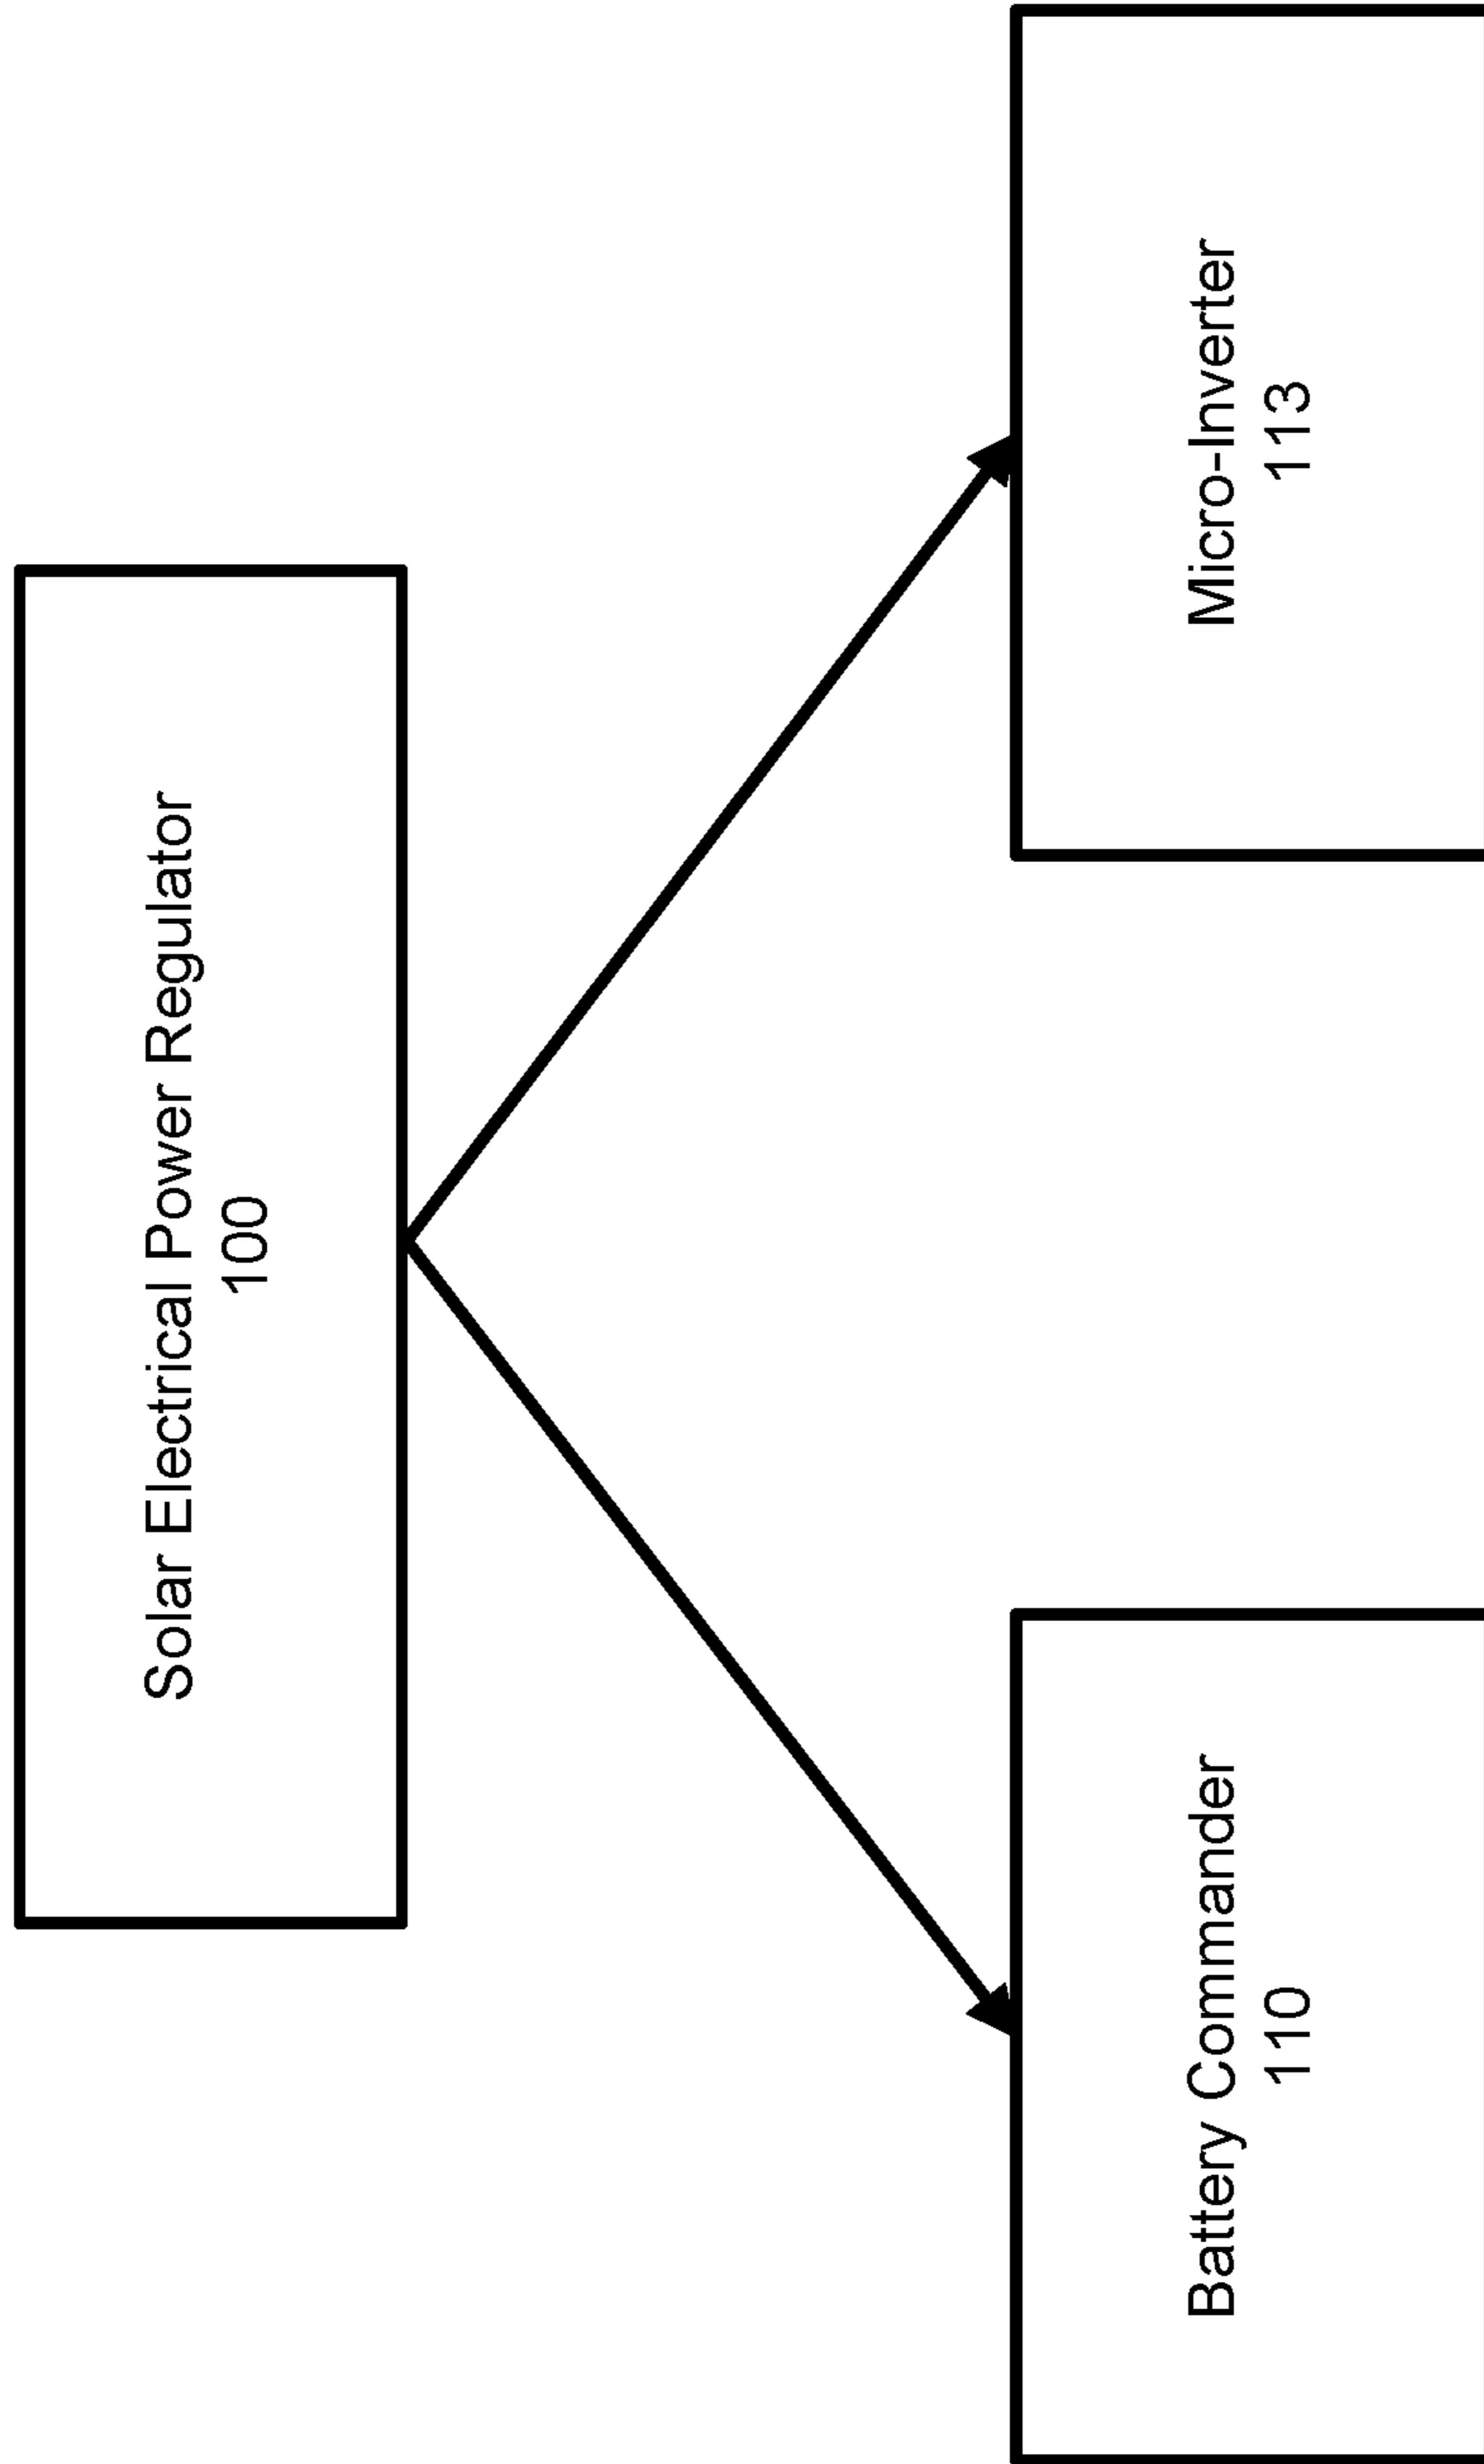 Solar Electrical Power Regulator
100
Battery Commander
110
Micro-Inverter
113